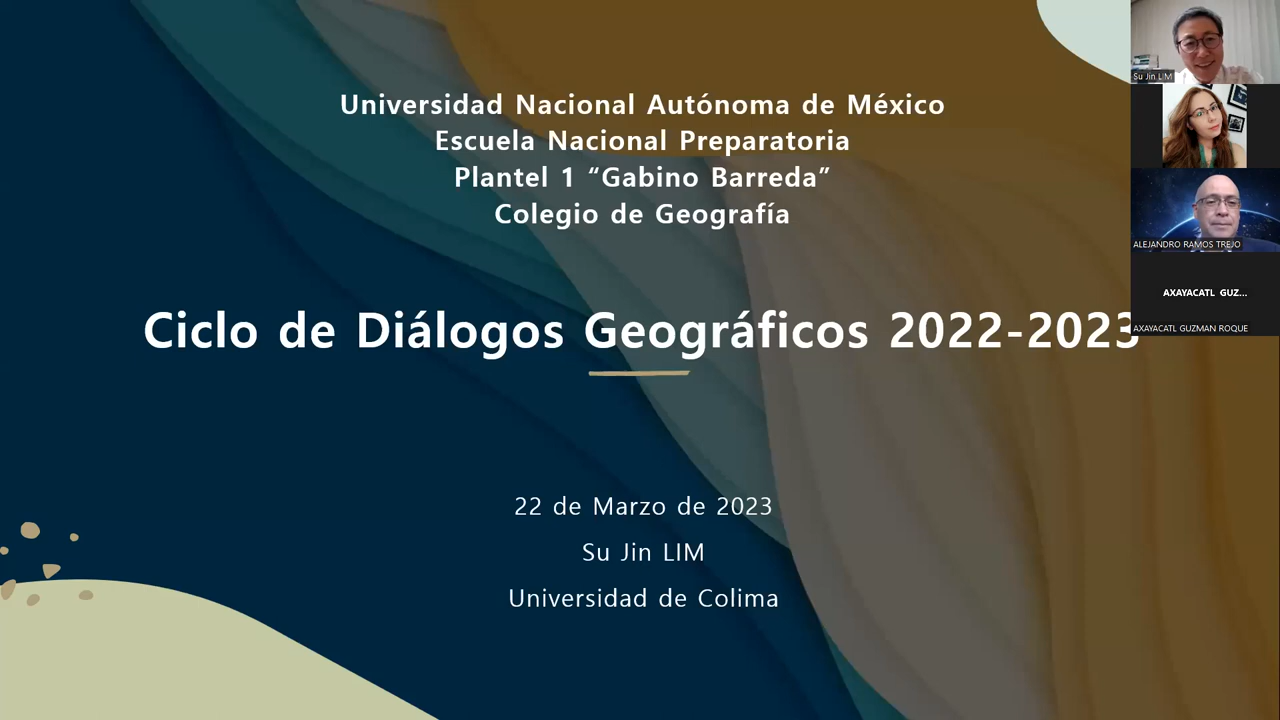 Universidad Nacional Autónoma de México
Escuela Nacional Preparatoria
Plantel 1 “Gabino Barreda”
Colegio de Geografía
Ciclo de Diálogos Geográficos 2022-2023
22 de Marzo de 2023
Su Jin LIM
Universidad de Colima
Su Jin LIM
ALEJANDRO RAMOS TREJO
AXAYACATL GUZ...
AXAYACATL GUZMAN ROQUE